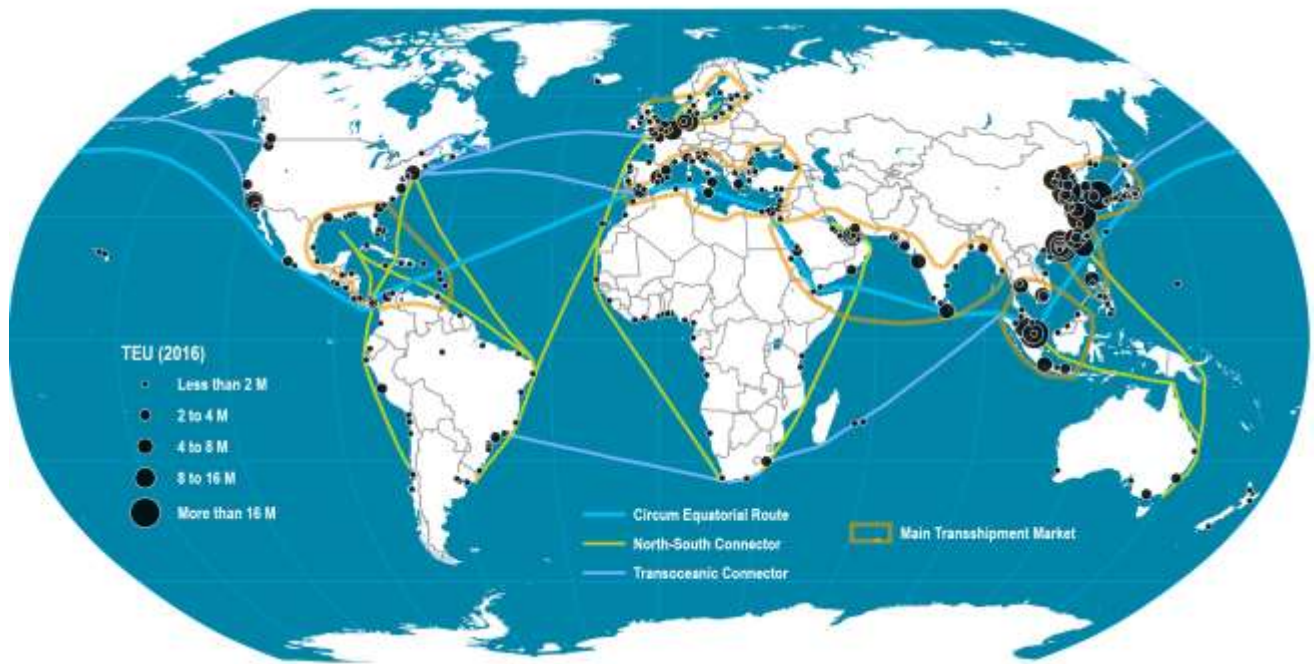 TEU (2016)
Less than 2 M
2 to 4 M
4 to 8 M
8 to 16 M
More than 16 M
Circum Equatorial Route
North-South Connector
Transoceanic Connector
Main Transshipment Market